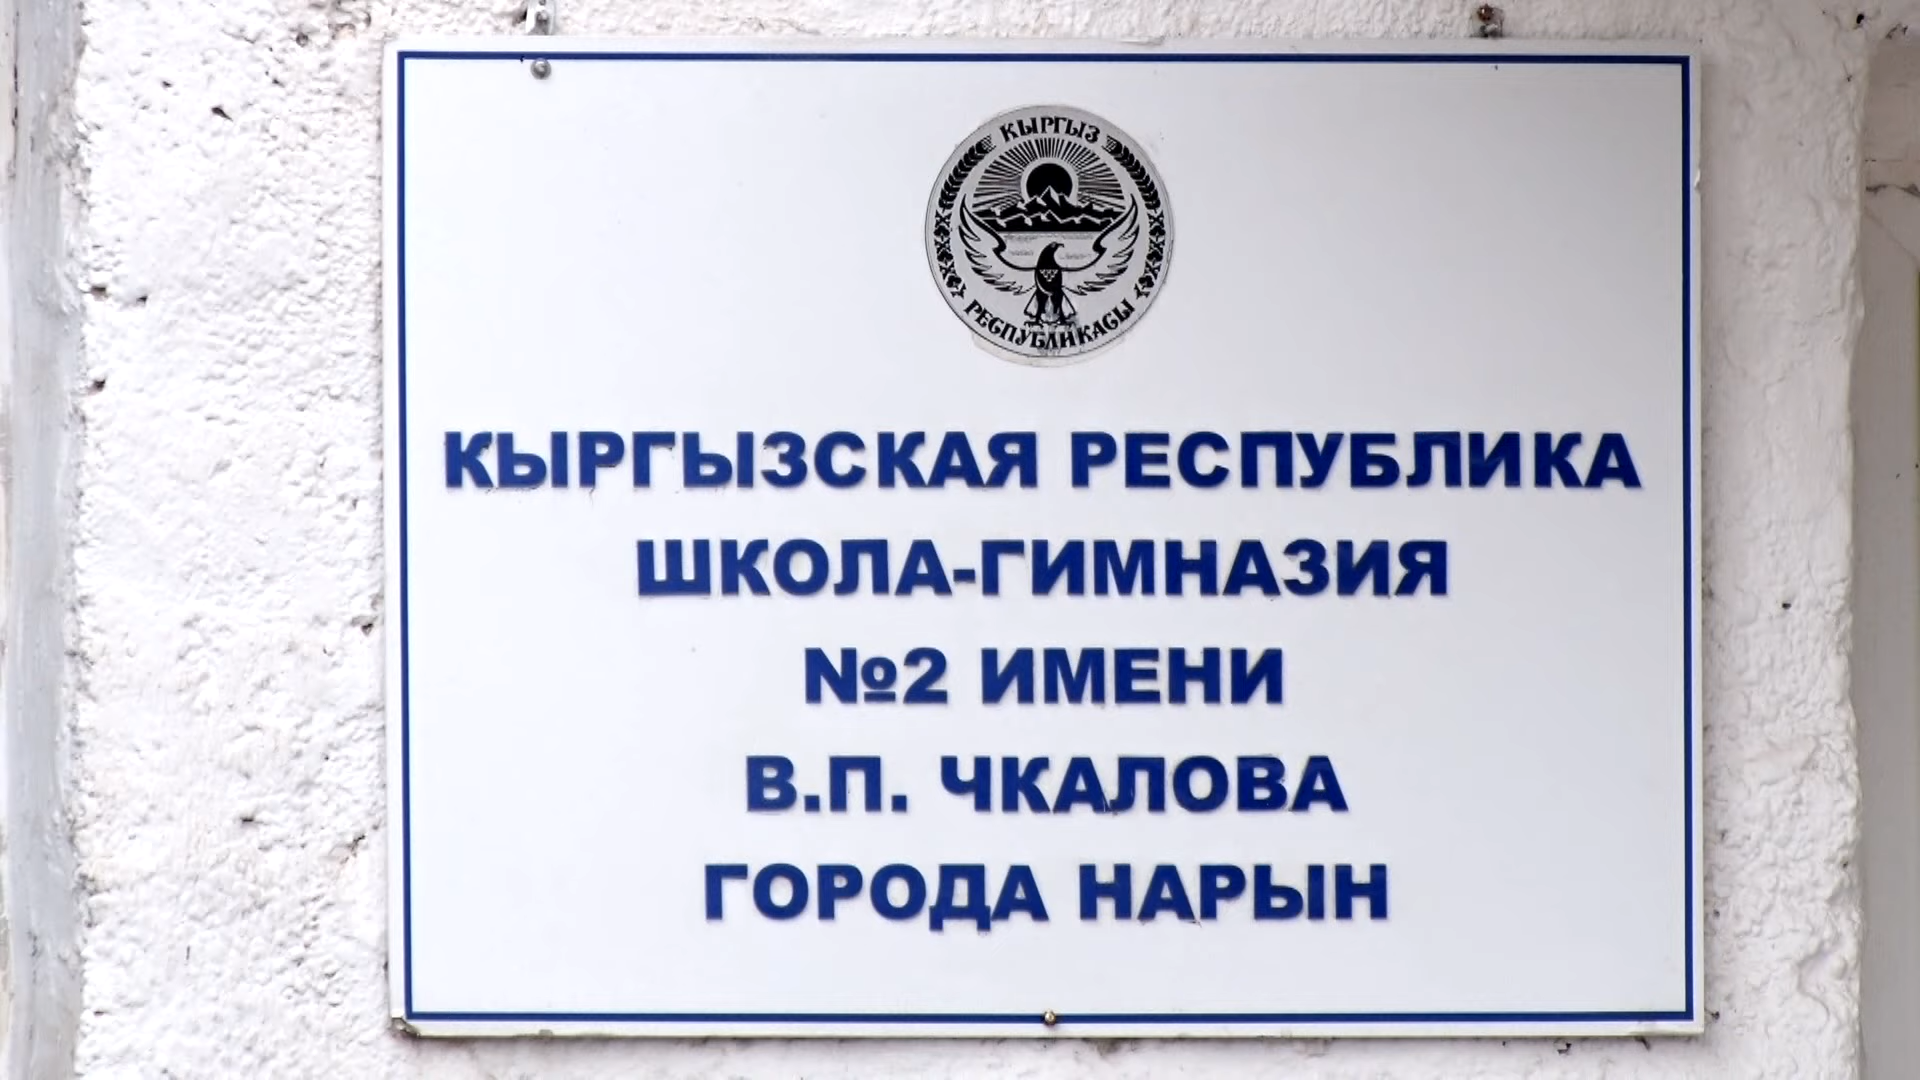 КЫРГЫЗ
РЕСПУБЛИКАСЫ
КЫРГЫЗСКАЯ РЕСПУБЛИКА
ШКОЛА-ГИМНАЗИЯ
№2 ИМЕНИ
В.П. ЧКАЛОВА
ГОРОДА НАРЫН